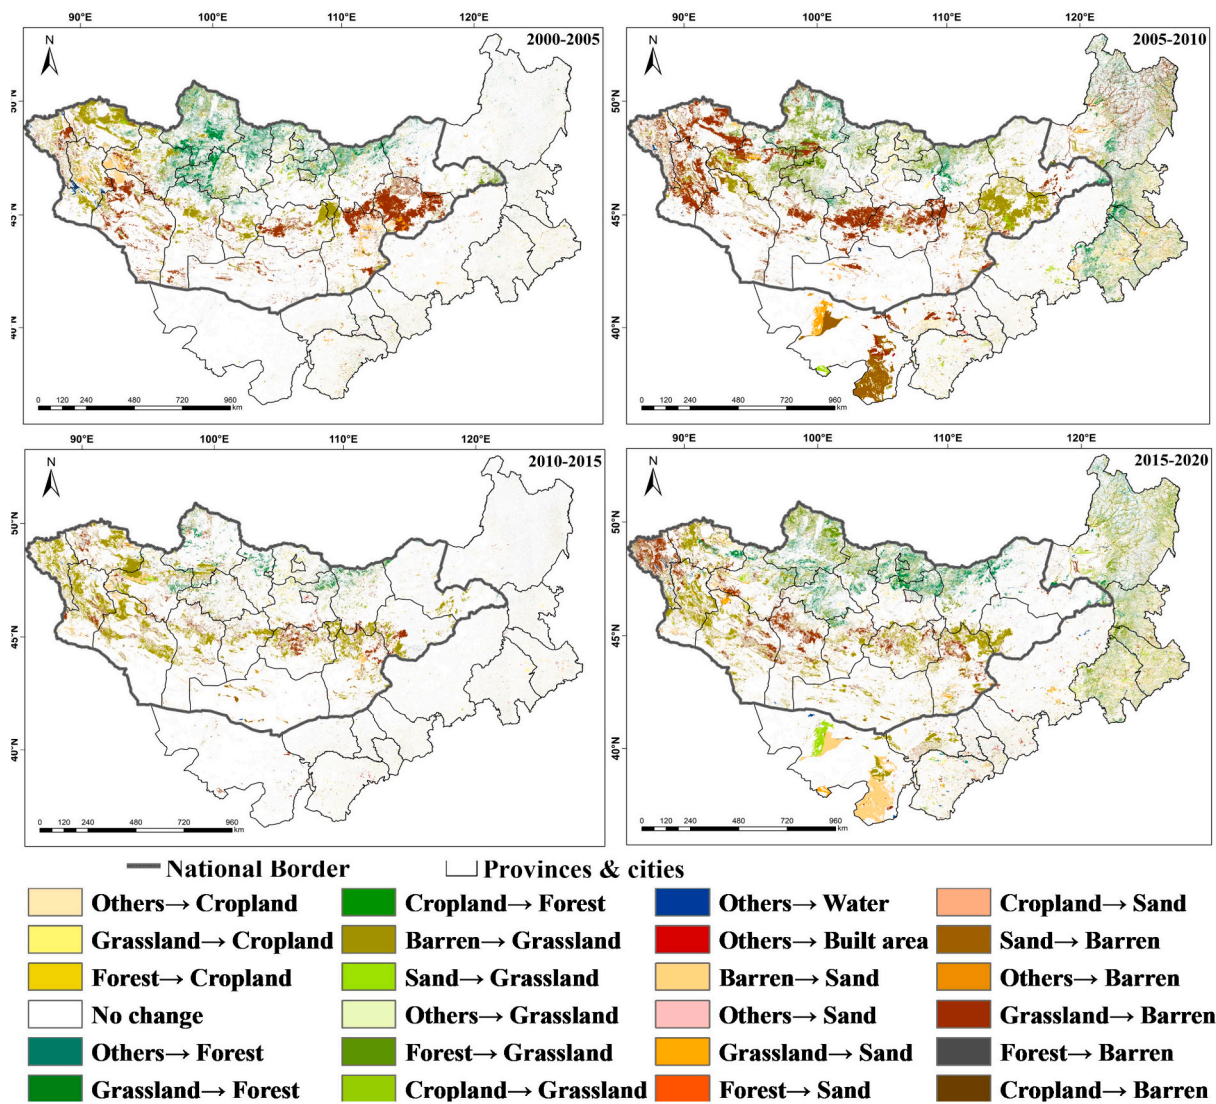 90°E 100°E 110°E 120°E
90°E 100°E 110°E 120°E
N
2000-2005
N
2005-2010
50°N
45°N
40°N
50°N
45°N
40°N
0 120 240 480 720 960
km
0 120 240 480 720 960
km
90°E 100°E 110°E 120°E
90°E 100°E 110°E 120°E
N
2010-2015
N
2015-2020
50°N
45°N
40°N
50°N
45°N
40°N
0 120 240 480 720 960
km
0 120 240 480 720 960
km
National Border
Provinces & cities
Others→ Cropland
Cropland→ Forest
Others→ Water
Cropland→ Sand
Grassland→ Cropland
Barren→ Grassland
Others→ Built area
Sand→ Barren
Forest→ Cropland
Sand→ Grassland
Barren→ Sand
Others→ Barren
No change
Others→ Grassland
Others→ Sand
Grassland→ Barren
Others→ Forest
Forest→ Grassland
Grassland→ Sand
Forest→ Barren
Grassland→ Forest
Cropland→ Grassland
Forest→ Sand
Cropland→ Barren